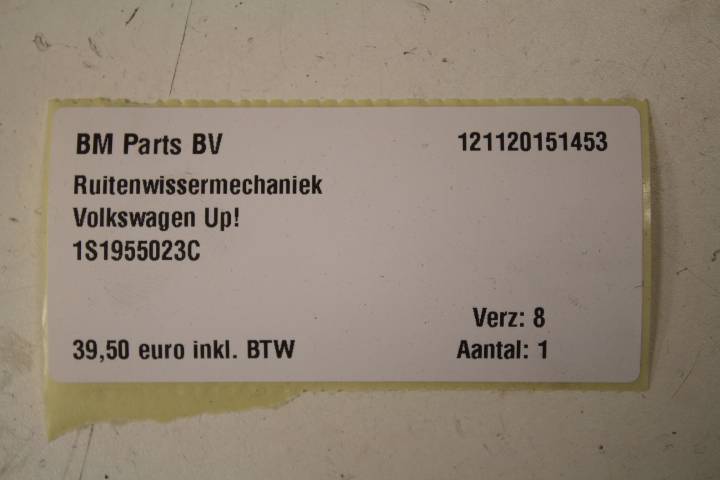 BM Parts BV 121120151453
Ruitenwissermechaniek
Volkswagen Up!
1S1955023C
Verz: 8
39,50 euro inkl. BTW Aantal: 1